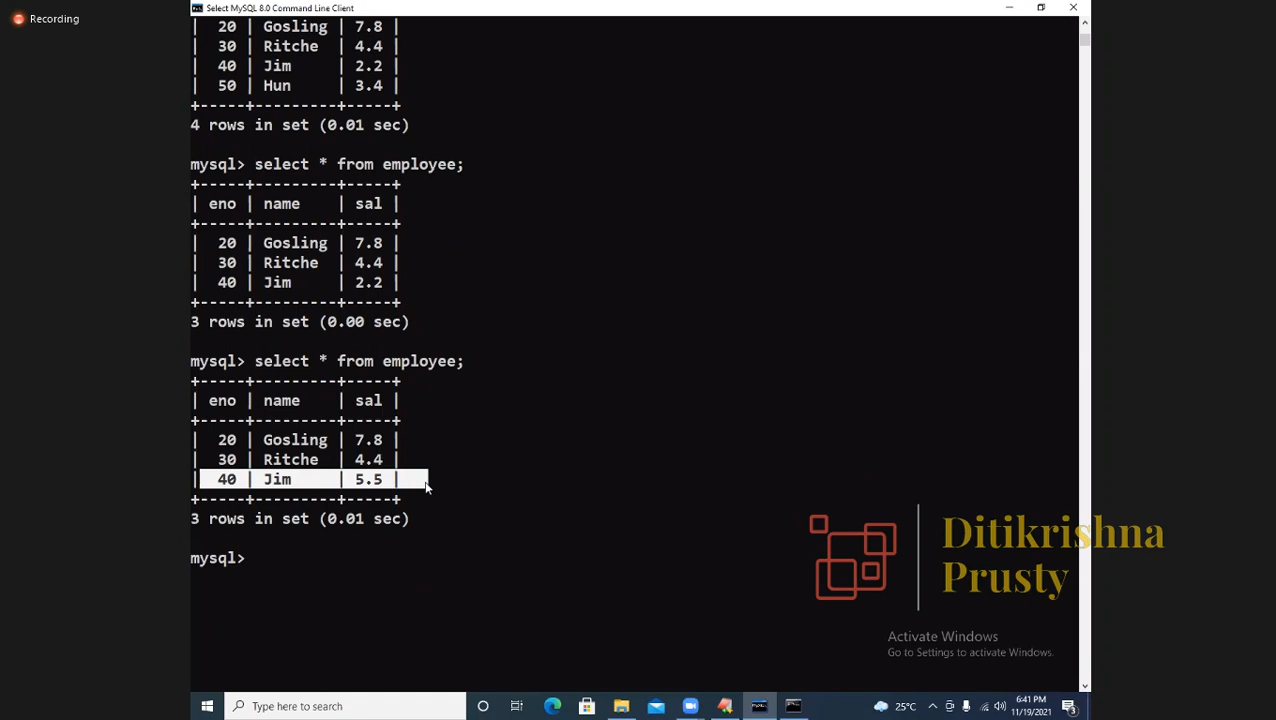 Recording
Select MySQL 8.0 Command Line Client
| 20 | Gosling | 7.8 |
| 30 | Ritche | 4.4 |
| 40 | Jim | 2.2 |
| 50 | Hun | 3.4 |
+-----+---------+-----+
4 rows in set (0.01 sec)
mysql> select * from employee;
+-----+---------+-----+
| eno | name | sal |
+-----+---------+-----+
| 20 | Gosling | 7.8 |
| 30 | Ritche | 4.4 |
| 40 | Jim | 2.2 |
+-----+---------+-----+
3 rows in set (0.00 sec)
mysql> select * from employee;
+-----+---------+-----+
| eno | name | sal |
+-----+---------+-----+
| 20 | Gosling | 7.8 |
| 30 | Ritche | 4.4 |
| 40 | Jim | 5.5 |
+-----+---------+-----+
3 rows in set (0.01 sec)
mysql>
Ditikrishna
Prusty
Activate Windows
Go to Settings to activate Windows.
Type here to search
25°C
6:41 PM
11/19/2021
3